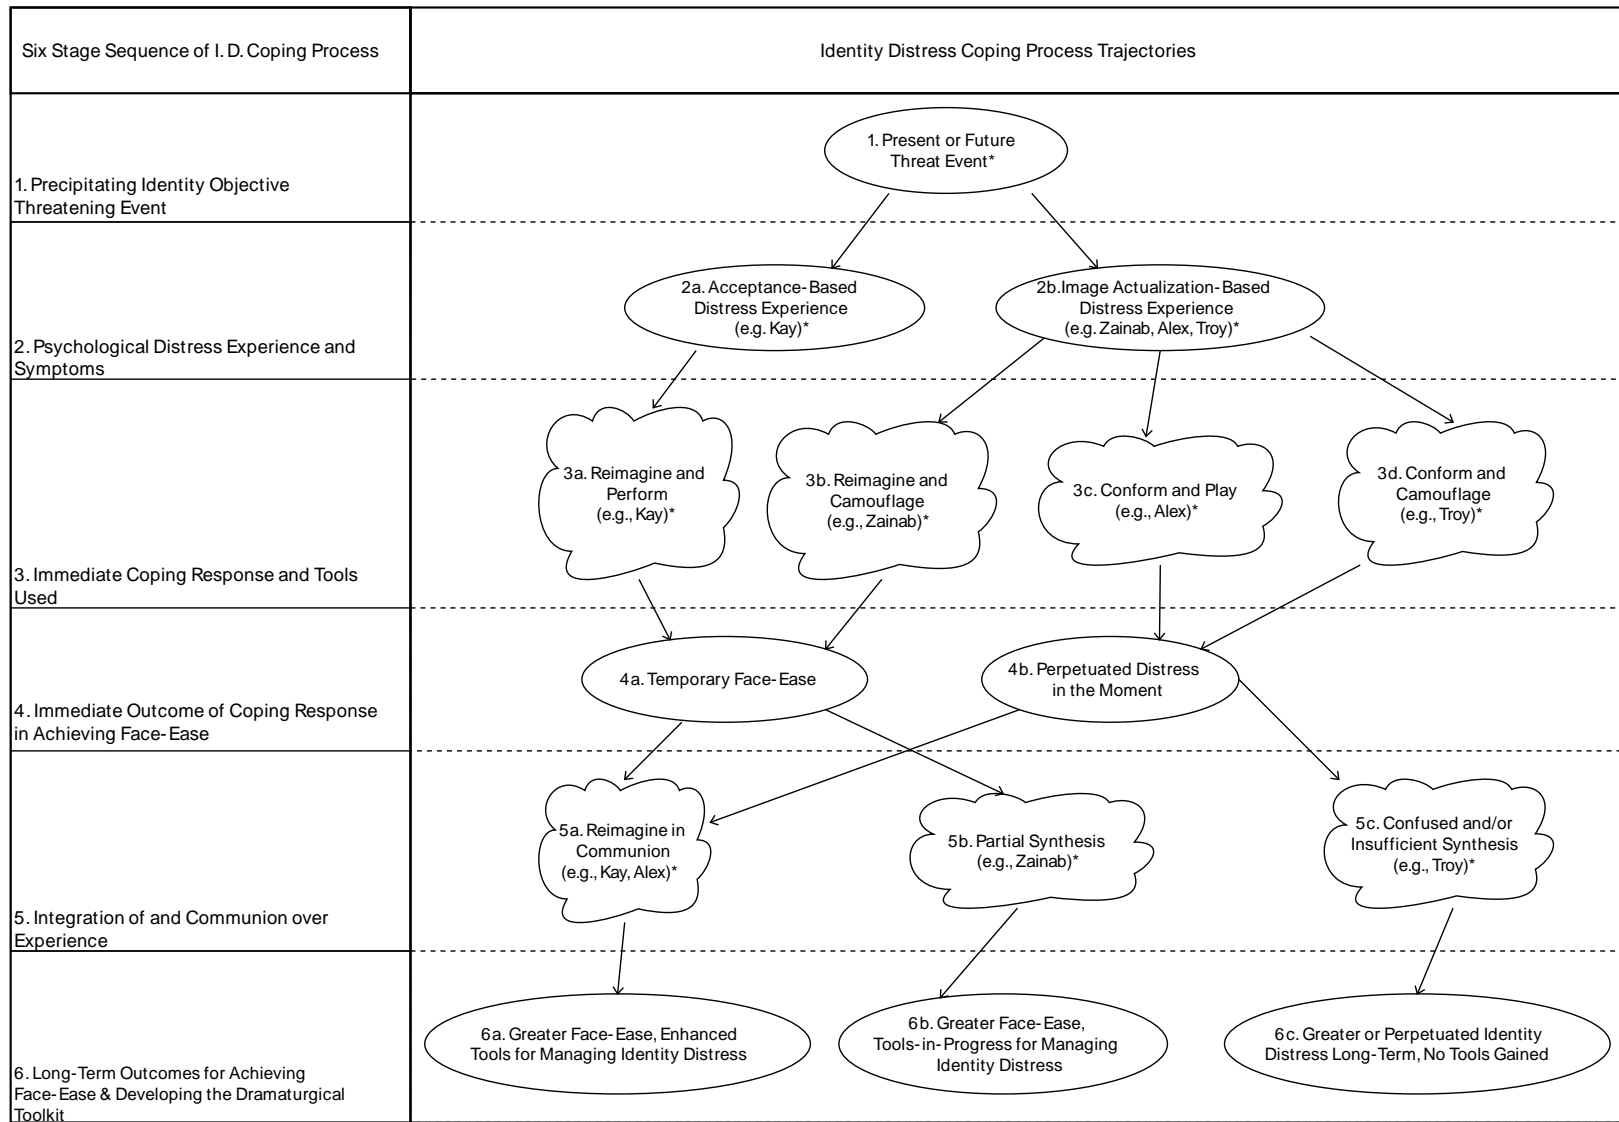 Six Stage Sequence of I. D. Coping Process
Identity Distress Coping Process Trajectories
1. Precipitating Identity Objective
Threatening Event
1. Present or Future
Threat Event*
2. Psychological Distress Experience and
Symptoms
2a. Acceptance-Based
Distress Experience
(e.g. Kay)*
2b.Image Actualization-Based
Distress Experience
(e.g. Zainab, Alex, Troy)*
3. Immediate Coping Response and Tools
Used
3a. Reimagine and
Perform
(e.g., Kay)*
3b. Reimagine and
Camouflage
(e.g., Zainab)*
3c. Conform and Play
(e.g., Alex)*
3d. Conform and
Camouflage
(e.g., Troy)*
4. Immediate Outcome of Coping Response
in Achieving Face-Ease
4a. Temporary Face-Ease
4b. Perpetuated Distress
in the Moment
5. Integration of and Communion over
Experience
5a. Reimagine in
Communion
(e.g., Kay, Alex)*
5b. Partial Synthesis
(e.g., Zainab)*
5c. Confused and/or
Insufficient Synthesis
(e.g., Troy)*
6. Long-Term Outcomes for Achieving
Face-Ease & Developing the Dramaturgical
Toolkit
6a. Greater Face-Ease, Enhanced
Tools for Managing Identity Distress
6b. Greater Face-Ease,
Tools-in-Progress for Managing
Identity Distress
6c. Greater or Perpetuated Identity
Distress Long-Term, No Tools Gained